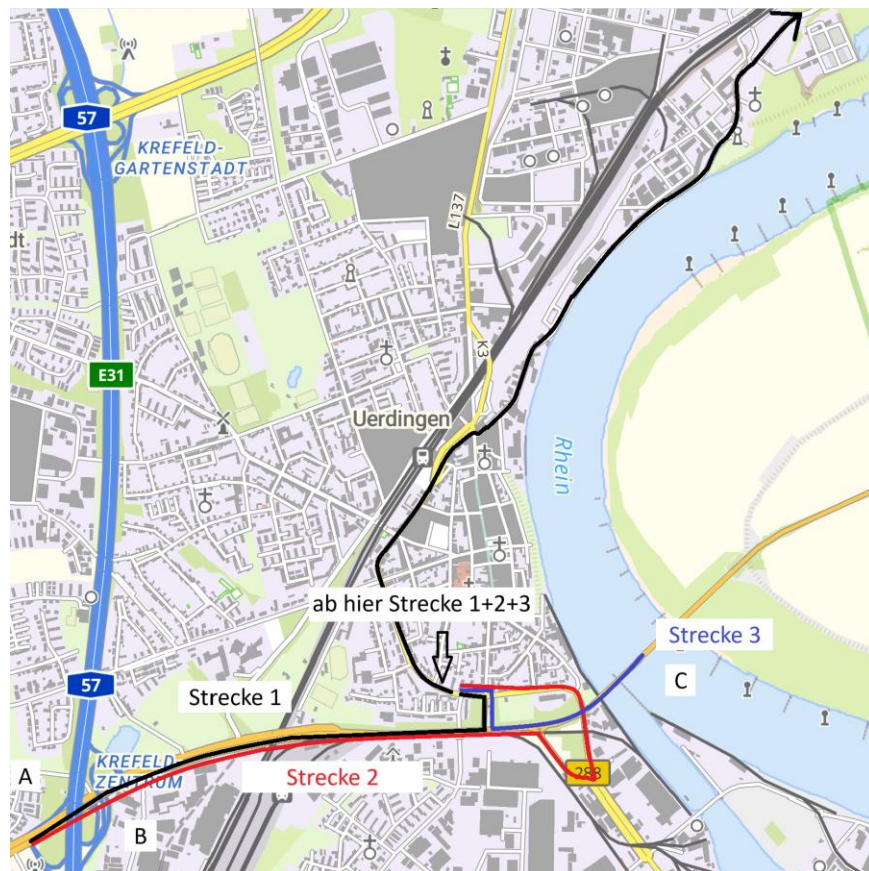 57
KREFELD-
GARTENSTADT
dt.
L137
E31
K3
Uerdingen
Rhein
ab hier Strecke 1+2+3
Strecke 3
57
Strecke 1
C
KREFELD-
ZENTRUM
A
Strecke 2
288
B